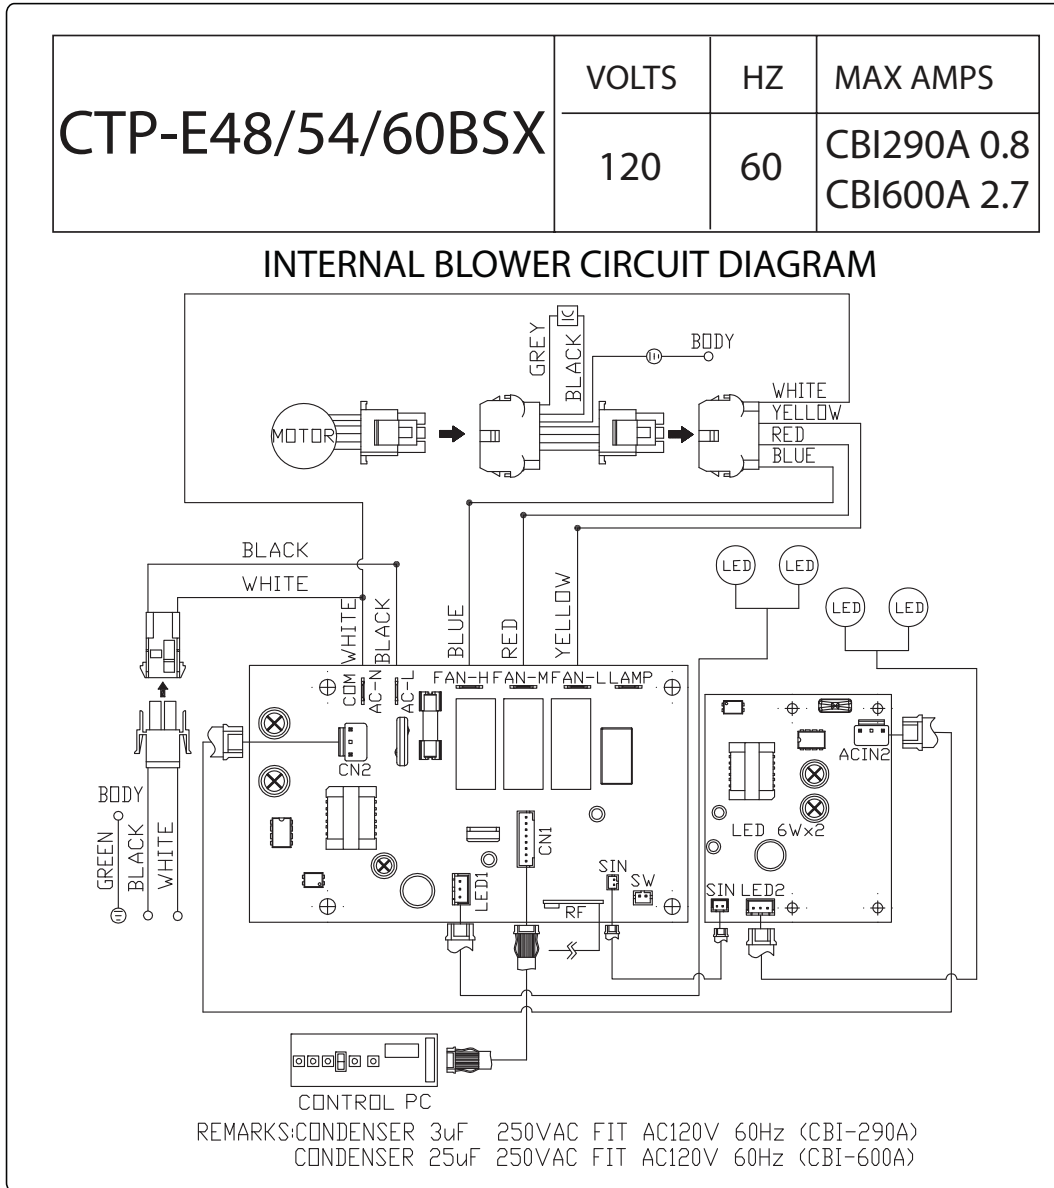 CTP-E48/54/60BSX
VOLTS HZ MAX AMPS
120 60 CBI290A 0.8
CBI600A 2.7
INTERNAL BLOWER CIRCUIT DIAGRAM
GREY
BLACK
BODY
MOTOR
WHITE
YELLOW
RED
BLUE
BLACK
WHITE
WHITE
BLACK
BLUE
RED
YELLOW
LED LED
LED LED
COM
AC-N
AC-L
FAN-H FAN-M FAN-L LAMP
CN2
ACIN2
BODY
GREEN
BLACK
WHITE
CN1
LED 6Wx2
LED1
SIN
SW
RF
SIN LED2
CONTROL PC
REMARKS:CONDENSER 3uF 250VAC FIT AC120V 60Hz (CBI-290A)
CONDENSER 25uF 250VAC FIT AC120V 60Hz (CBI-600A)